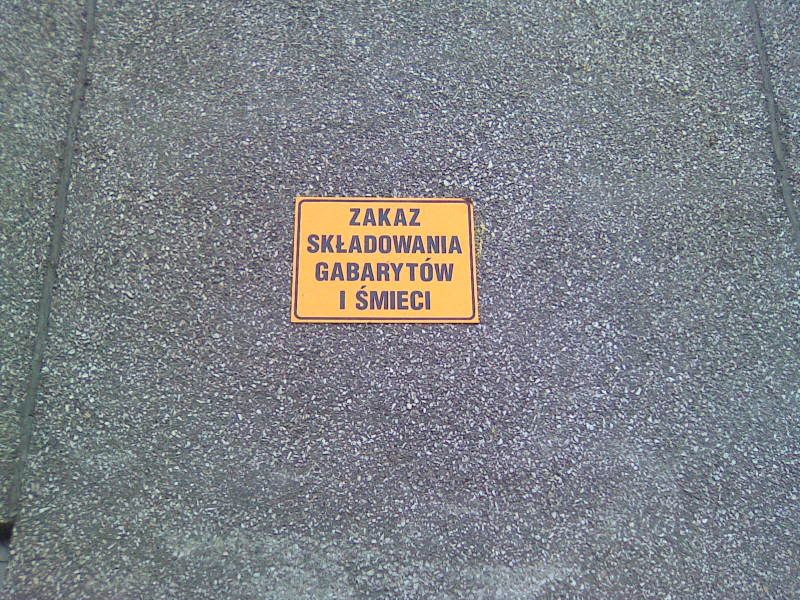 ZAKAZ
SKŁADOWANIA
GABARYTÓW
I ŚMIECI